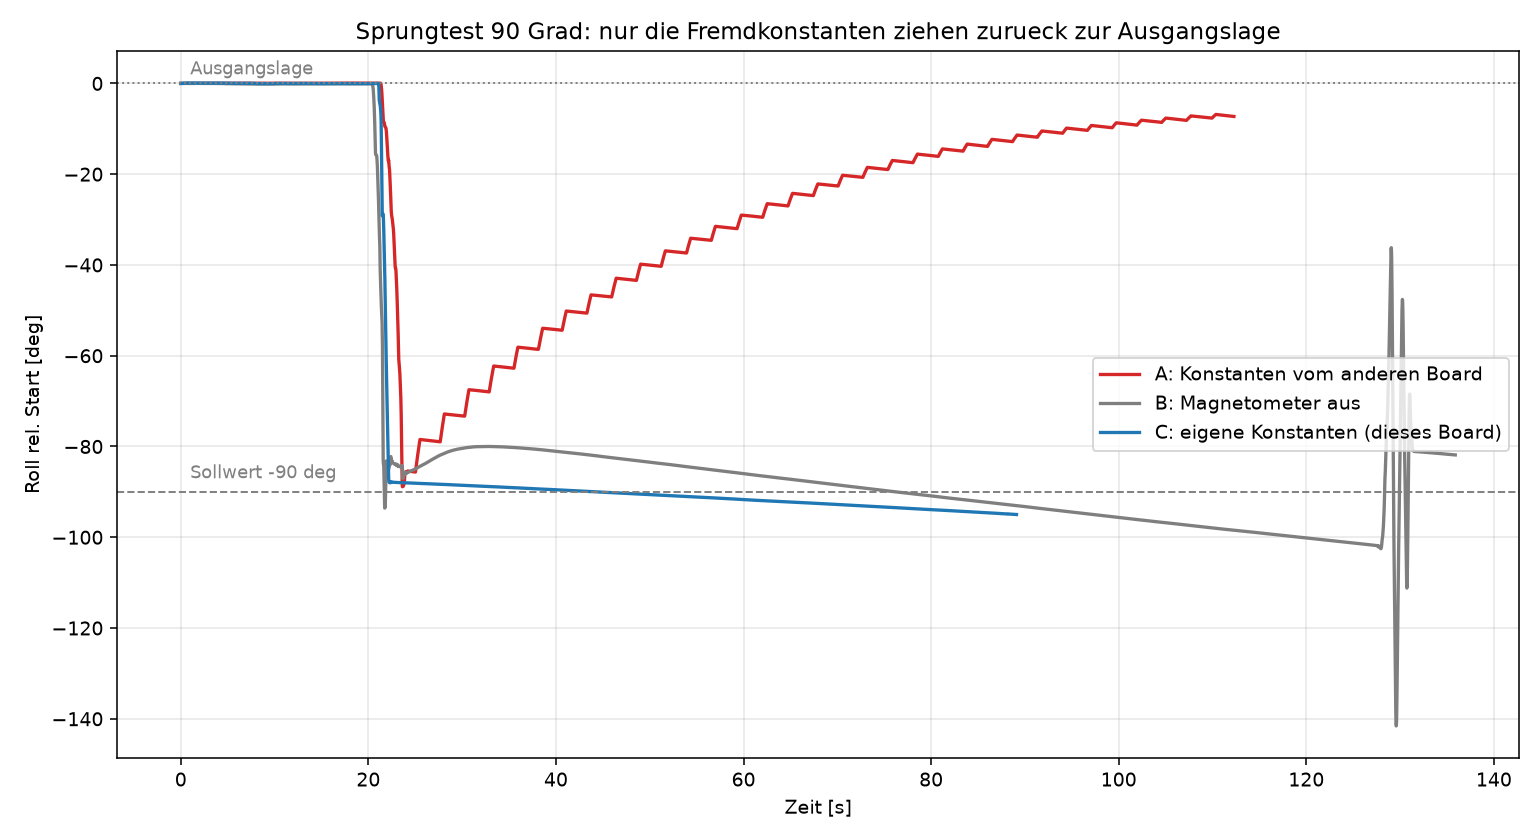 Sprungtest 90 Grad: nur die Fremdkonstanten ziehen zurueck zur Ausgangslage
Roll rel. Start [deg]
0
−20
−40
−60
−80
−100
−120
−140
Ausgangslage
Sollwert -90 deg
A: Konstanten vom anderen Board
B: Magnetometer aus
C: eigene Konstanten (dieses Board)
0 20 40 60 80 100 120 140
Zeit [s]